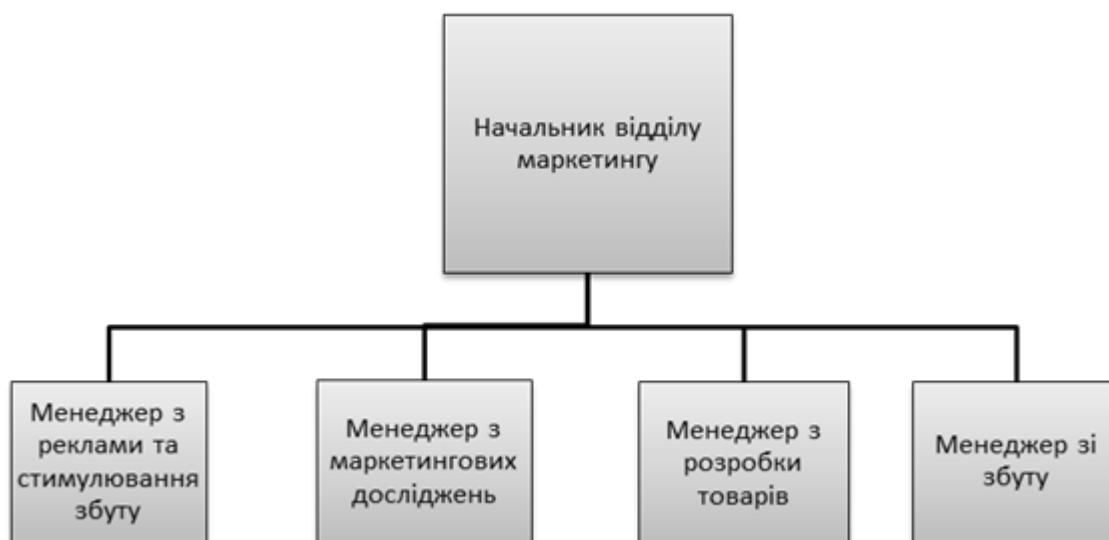 Начальник відділу
маркетингу
Менеджер з
реклами та
стимулювання
збуту
Менеджер з
маркетингових
досліджень
Менеджер з
розробки
товарів
Менеджер зі
збуту